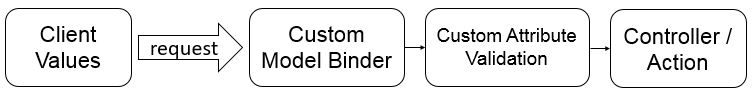 Client
Values
request
Custom
Model Binder
Custom Attribute
Validation
Controller /
Action